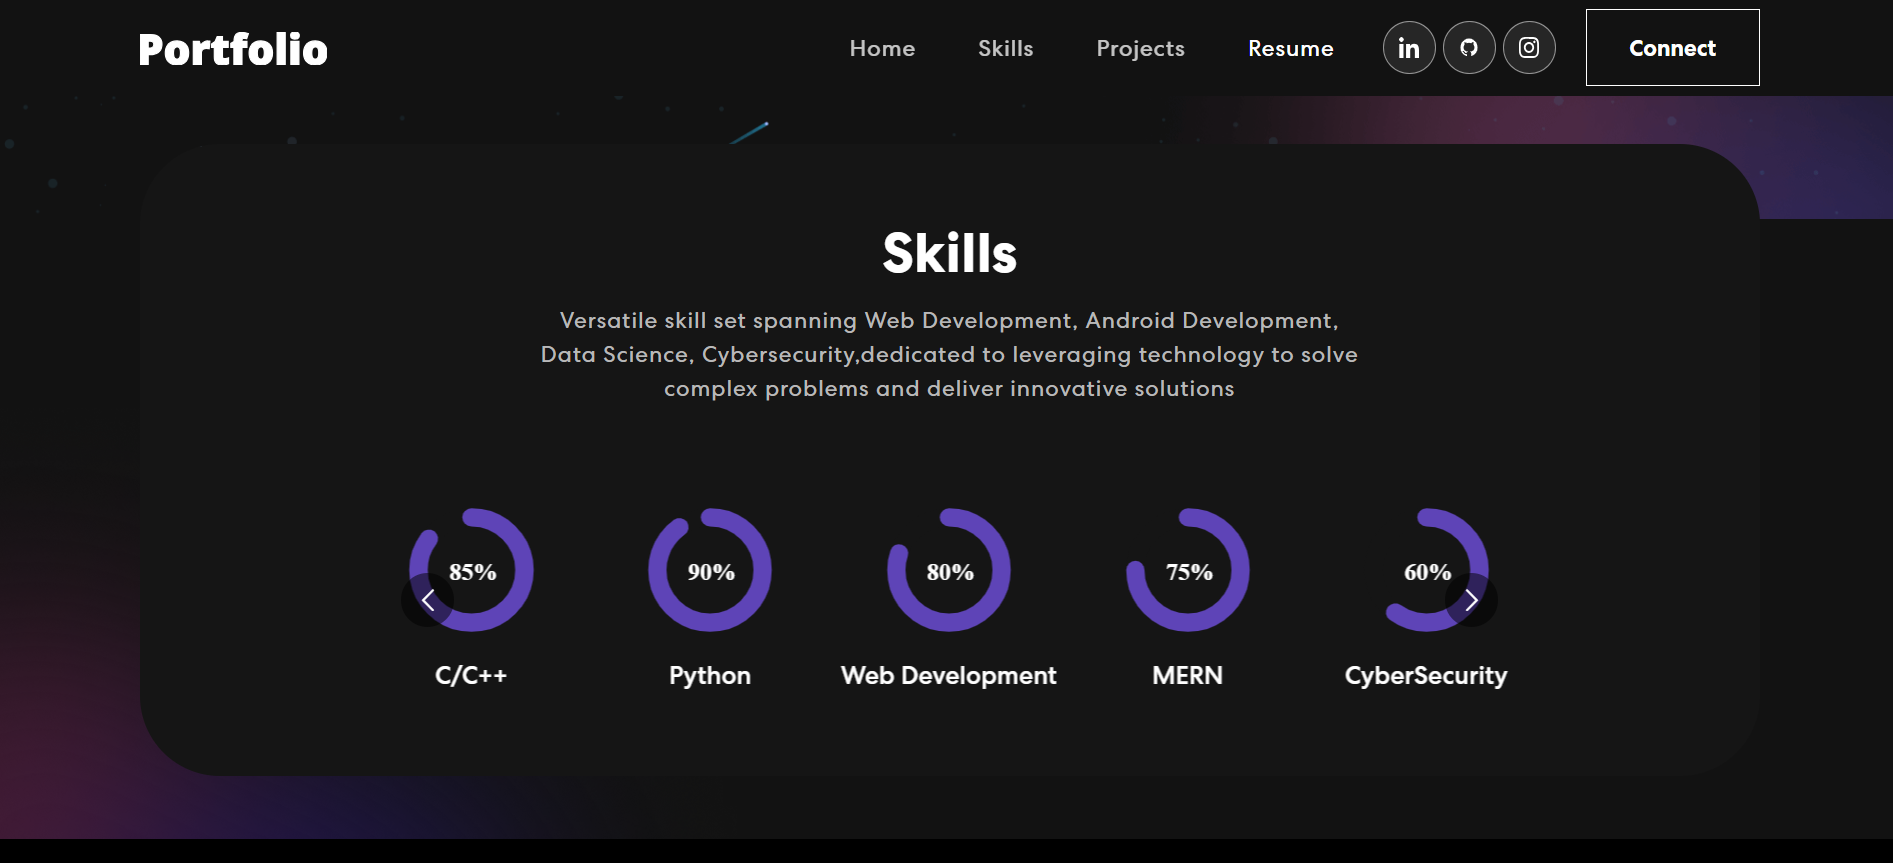 Portfolio
Home Skills Projects Resume in Connect
Skills
Versatile skill set spanning Web Development, Android Development,
Data Science, Cybersecurity,dedicated to leveraging technology to solve
complex problems and deliver innovative solutions
85% 90% 80% 75% 60%
C/C++ Python Web Development MERN CyberSecurity